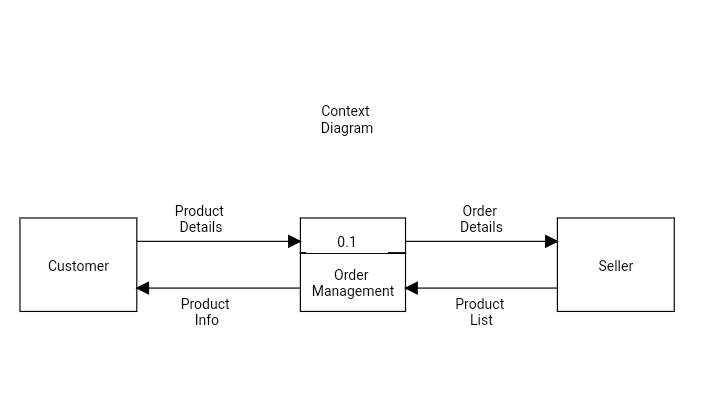 Context
Diagram
Product
Details
Order
Details
0.1
Customer
Order
Management
Seller
Product
Info
Product
List